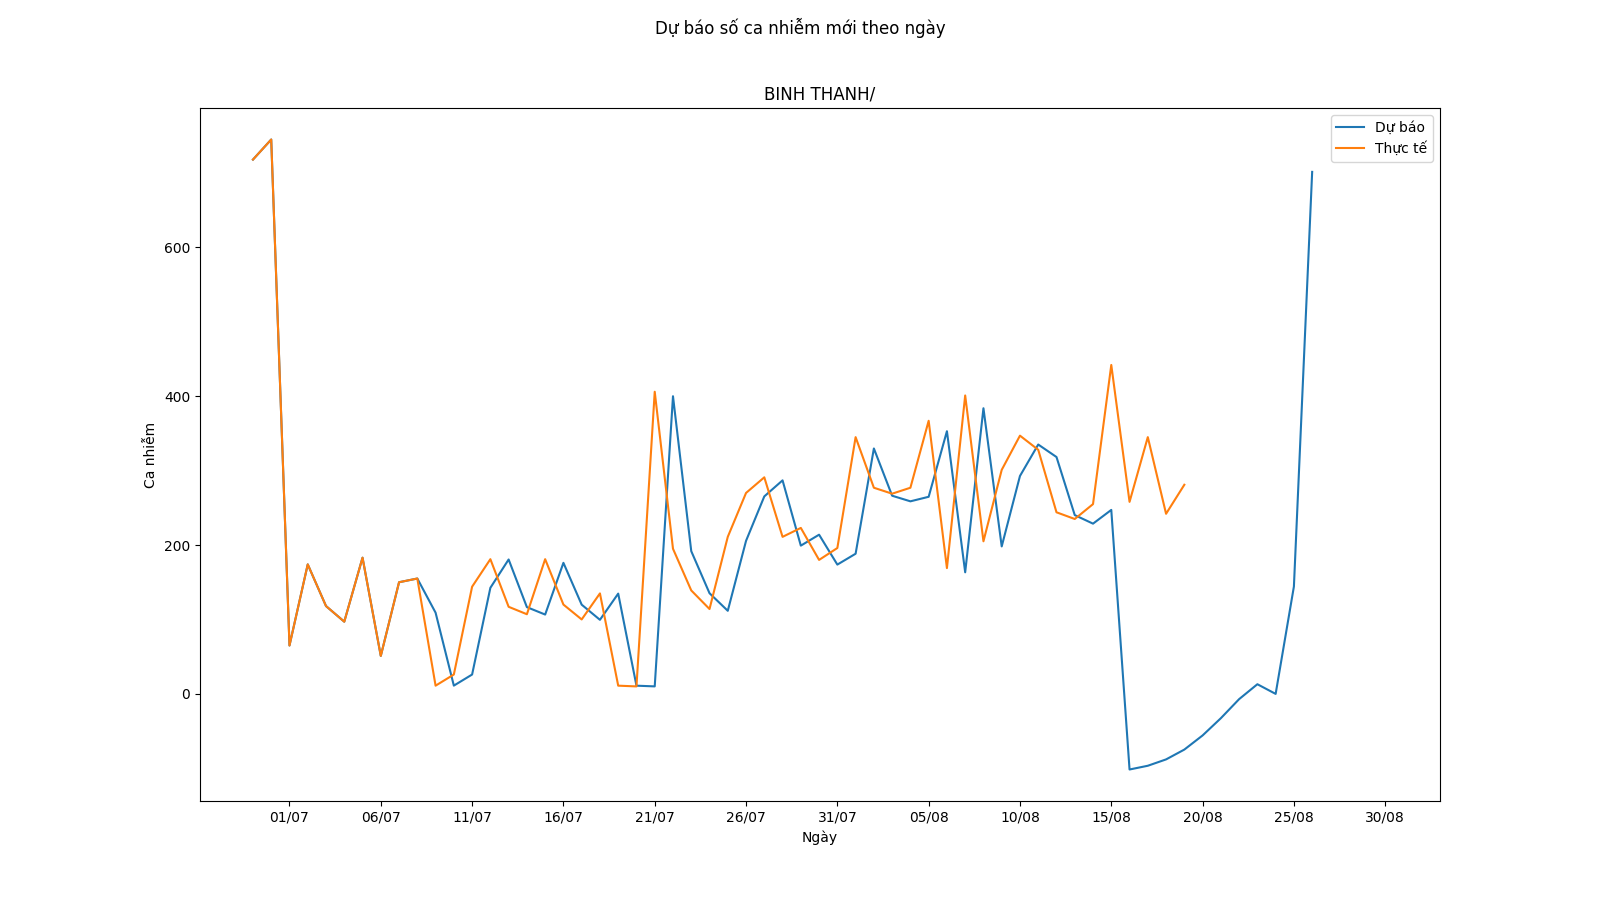 Dự báo số ca nhiễm mới theo ngày
BINH THANH/
Dự báo
Thực tế
600
400
200
0
Ca nhiễm
01/07 06/07 11/07 16/07 21/07 26/07 31/07 05/08 10/08 15/08 20/08 25/08 30/08
Ngày